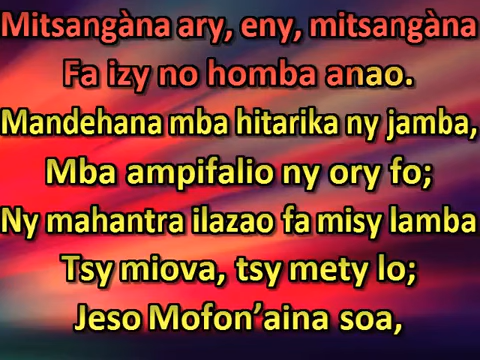 Mitsangàna ary, eny, mitsangàna
Fa izy no homba anao.
Mandehana mba hitarika ny jamba,
Mba ampifalio ny ory fo;
Ny mahantra ilazao fa misy lamba
Tsy miova, tsy mety lo;
Jeso Mofon’aina soa,